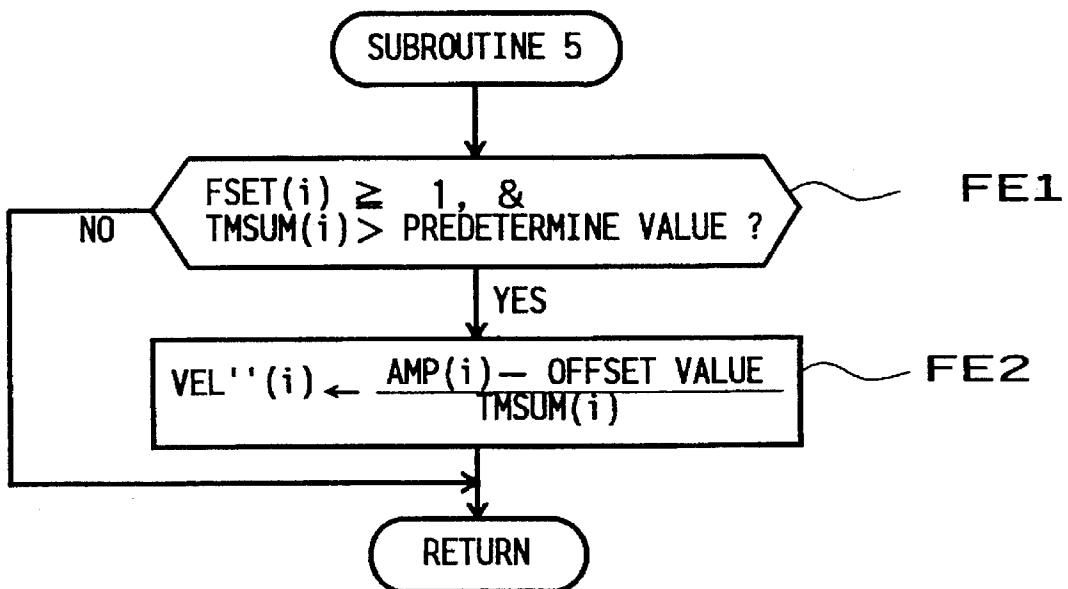 SUBROUTINE 5
FSET(i) ≧ 1, &
TMSUM(i) > PREDETERMINE VALUE ?
FE1
NO
YES
VEL''(i) ← AMP(i) — OFFSET VALUE
TMSUM(i)
FE2
RETURN